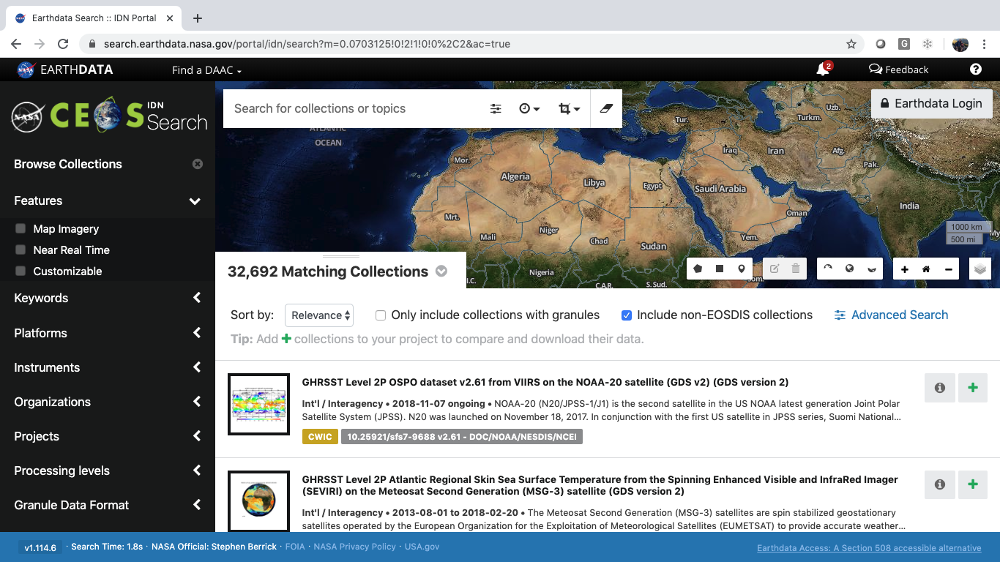 Earthdata Search :: IDN Portal
search.earthdata.nasa.gov/portal/idn/search?m=0.0703125!0!2!1!0!0%2C2&ac=true
G
NASA EARTHDATA
Find a DAAC
2
Feedback
NASA CEOS IDN Search
Search for collections or topics
Earthdata Login
ATLANTIC
OCEAN
Mor.
Algeria
Libya
Egypt
Tur.
Iraq
Iran
Turkm.
Uzb.
Afg.
Pak.
Saudi Arabia
India
Oman
Yem.
Mrt.
Mali
Niger
Chad
Sudan
Nigeria
I.C.
C.A.R.
S. Sud.
Som.
My
1000 km
500 mi
Browse Collections
Features
Map Imagery
Near Real Time
Customizable
Keywords
Platforms
Instruments
Organizations
Projects
Processing levels
Granule Data Format
32,692 Matching Collections
Sort by: Relevance Only include collections with granules Include non-EOSDIS collections Advanced Search
Tip: Add + collections to your project to compare and download their data.
GHRSST Level 2P OSPO dataset v2.61 from VIIRS on the NOAA-20 satellite (GDS v2) (GDS version 2)
Int'l / Interagency • 2018-11-07 ongoing • NOAA-20 (N20/JPSS-1/J1) is the second satellite in the US NOAA latest generation Joint Polar
Satellite System (JPSS). N20 was launched on November 18, 2017. In conjunction with the first US satellite in JPSS series, Suomi National...
CWIC 10.25921/sfs7-9688 v2.61 - DOC/NOAA/NESDIS/NCEI
GHRSST Level 2P Atlantic Regional Skin Sea Surface Temperature from the Spinning Enhanced Visible and InfraRed Imager
(SEVIRI) on the Meteosat Second Generation (MSG-3) satellite (GDS version 2)
Int'l / Interagency • 2013-08-01 to 2018-02-20 • The Meteosat Second Generation (MSG-3) satellites are spin stabilized geostationary
satellites operated by the European Organization for the Exploitation of Meteorological Satellites (EUMETSAT) to provide accurate weather...
v1.114.6 · Search Time: 1.8s · NASA Official: Stephen Berrick · FOIA · NASA Privacy Policy · USA.gov
Earthdata Access: A Section 508 accessible alternative